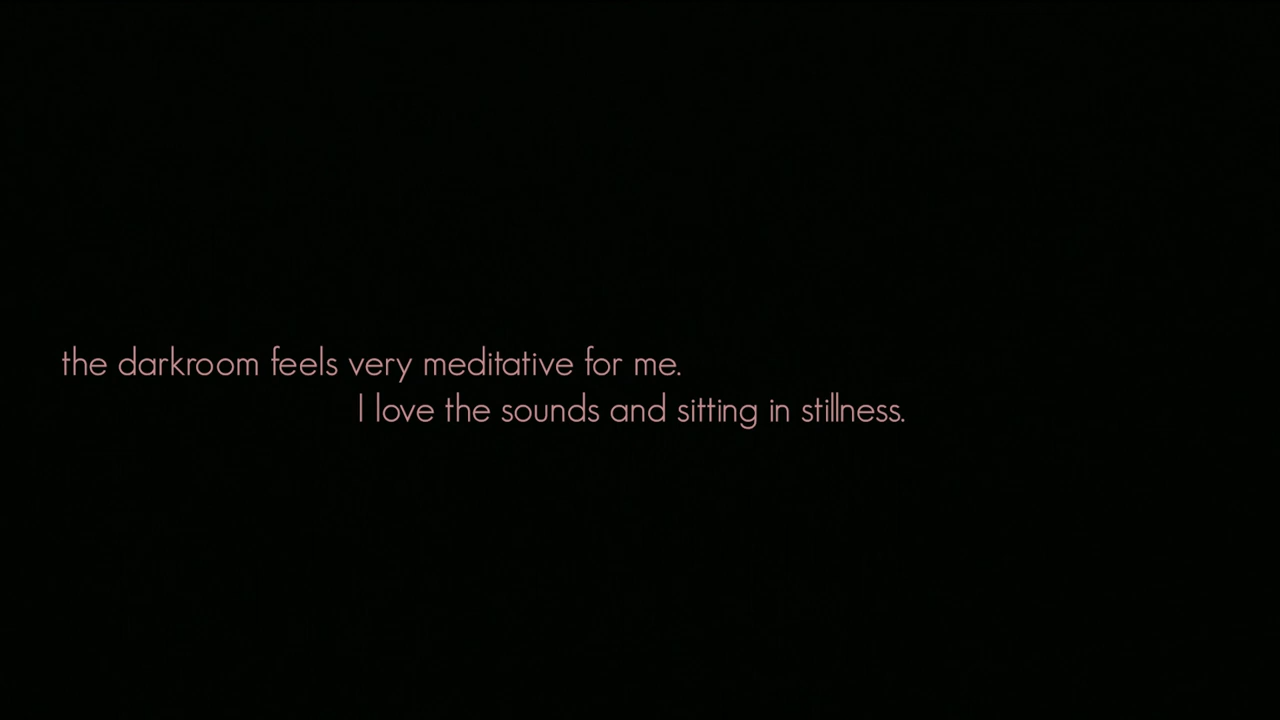 the darkroom feels very meditative for me.
I love the sounds and sitting in stillness.